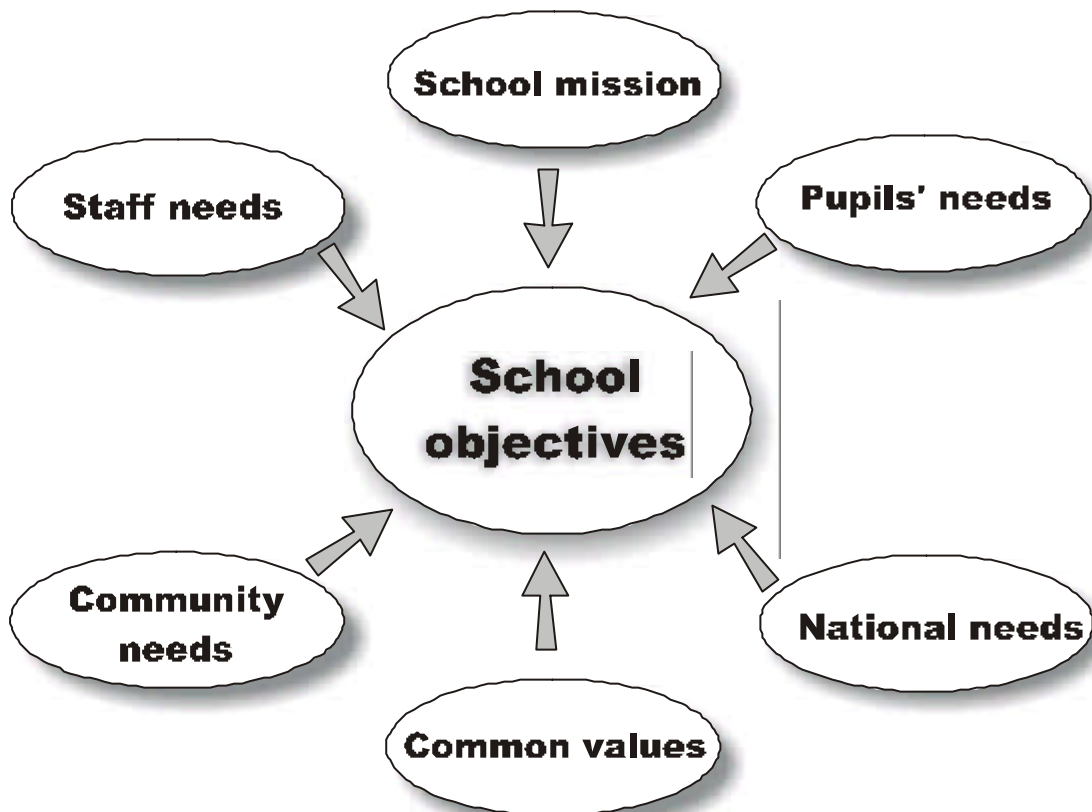 School mission
Staff needs
Pupils' needs
School
objectives
Community
needs
National needs
Common values